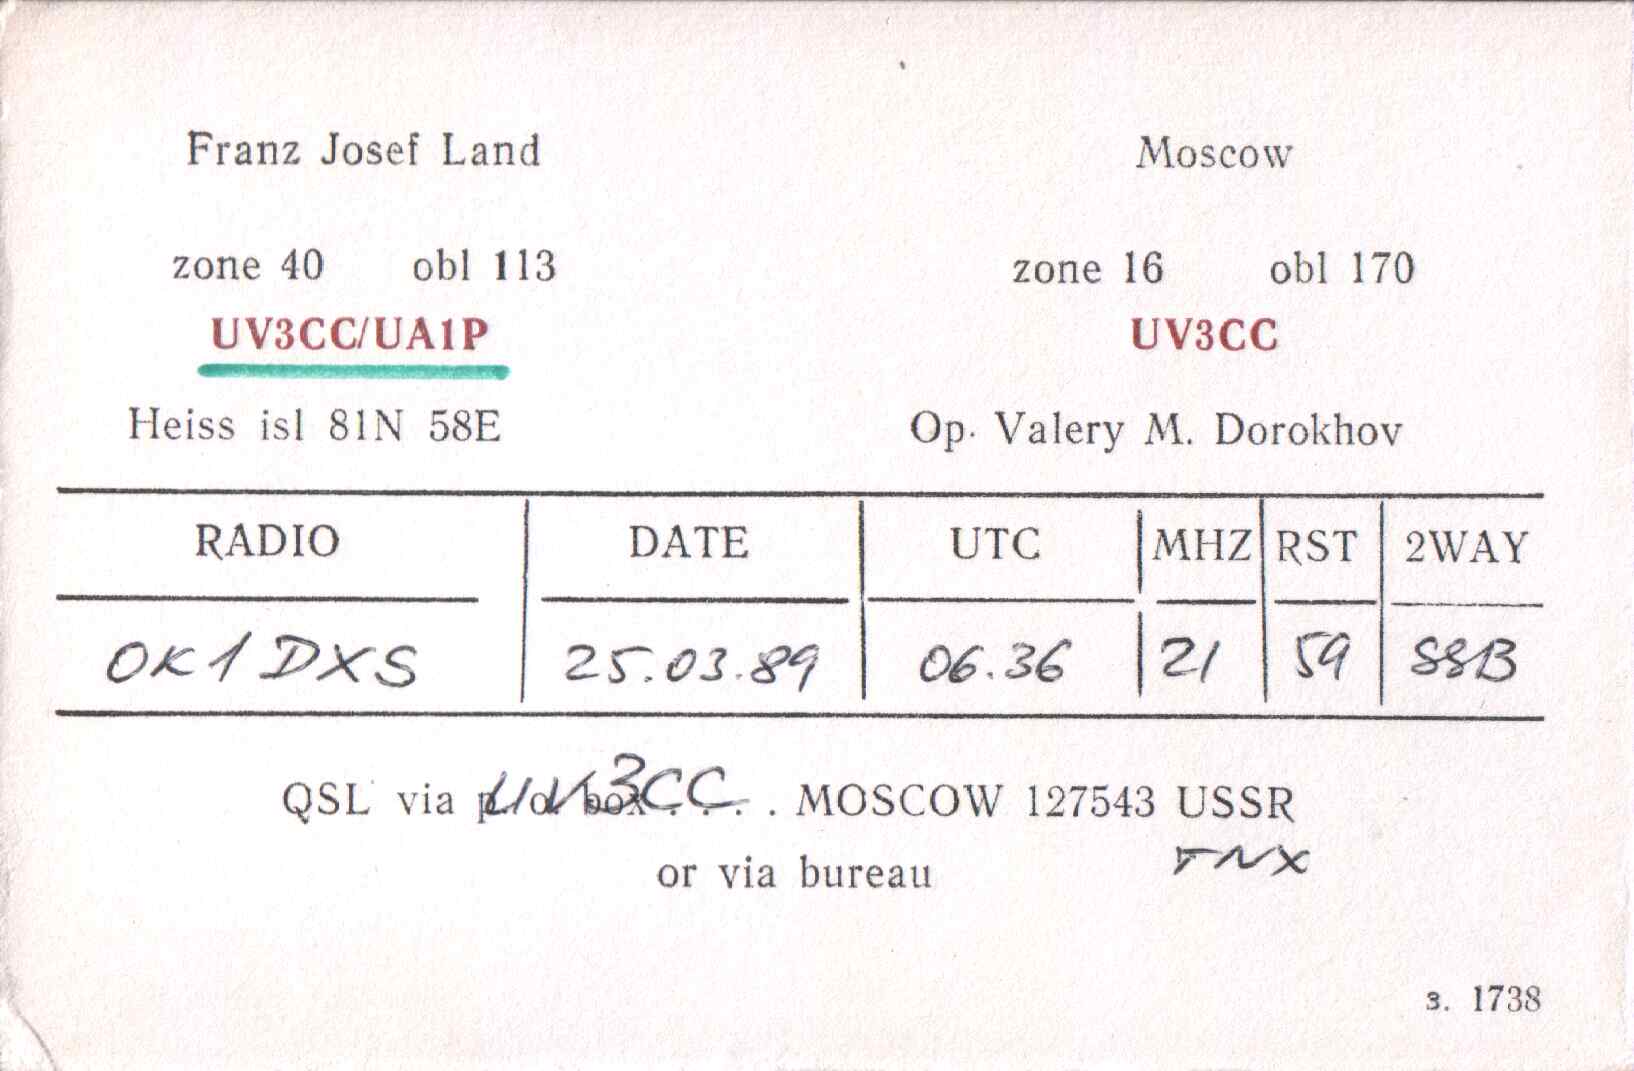 Franz Josef Land Moscow
zone 40 obl 113 zone 16 obl 170
UV3CC/UA1P UV3CC
Heiss isl 81N 58E Op. Valery M. Dorokhov
RADIO DATE UTC MHZ RST 2WAY
OK1DXS 25.03.89 06.36 21 59 SSB
QSL via UV3CC . . MOSCOW 127543 USSR
or via bureau TNX
з. 1738